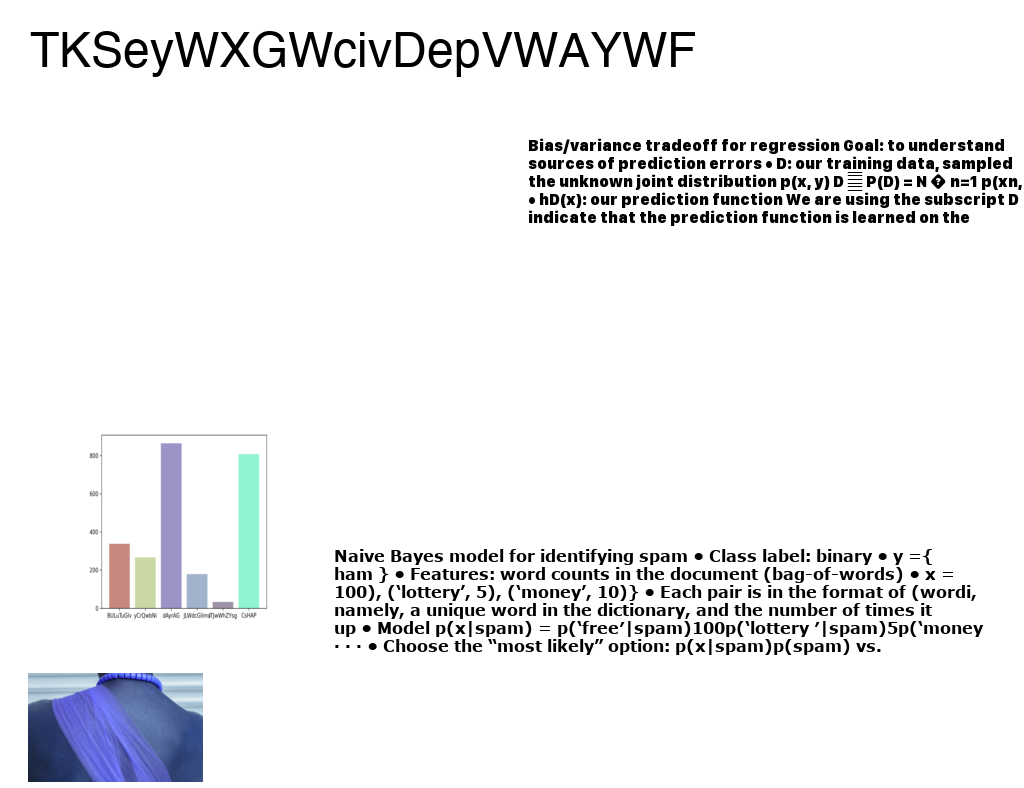 TKSeyWXGWcivDepVWAYWF
Bias/variance tradeoff for regression Goal: to understand
sources of prediction errors • D: our training data, sampled
the unknown joint distribution p(x, y) D P(D) = N � n=1 p(xn,
• hD(x): our prediction function We are using the subscript D
indicate that the prediction function is learned on the
800
600
400
200
0
BULuTuGlv yCrQwbNi dAyrAG CsHAP
Naive Bayes model for identifying spam • Class label: binary • y ={
ham } • Features: word counts in the document (bag-of-words) • x =
100), (‘lottery’, 5), (‘money’, 10)} • Each pair is in the format of (wordi,
namely, a unique word in the dictionary, and the number of times it
up • Model p(x|spam) = p(‘free’|spam)100p(‘lottery ’|spam)5p(‘money
· · · • Choose the “most likely” option: p(x|spam)p(spam) vs.